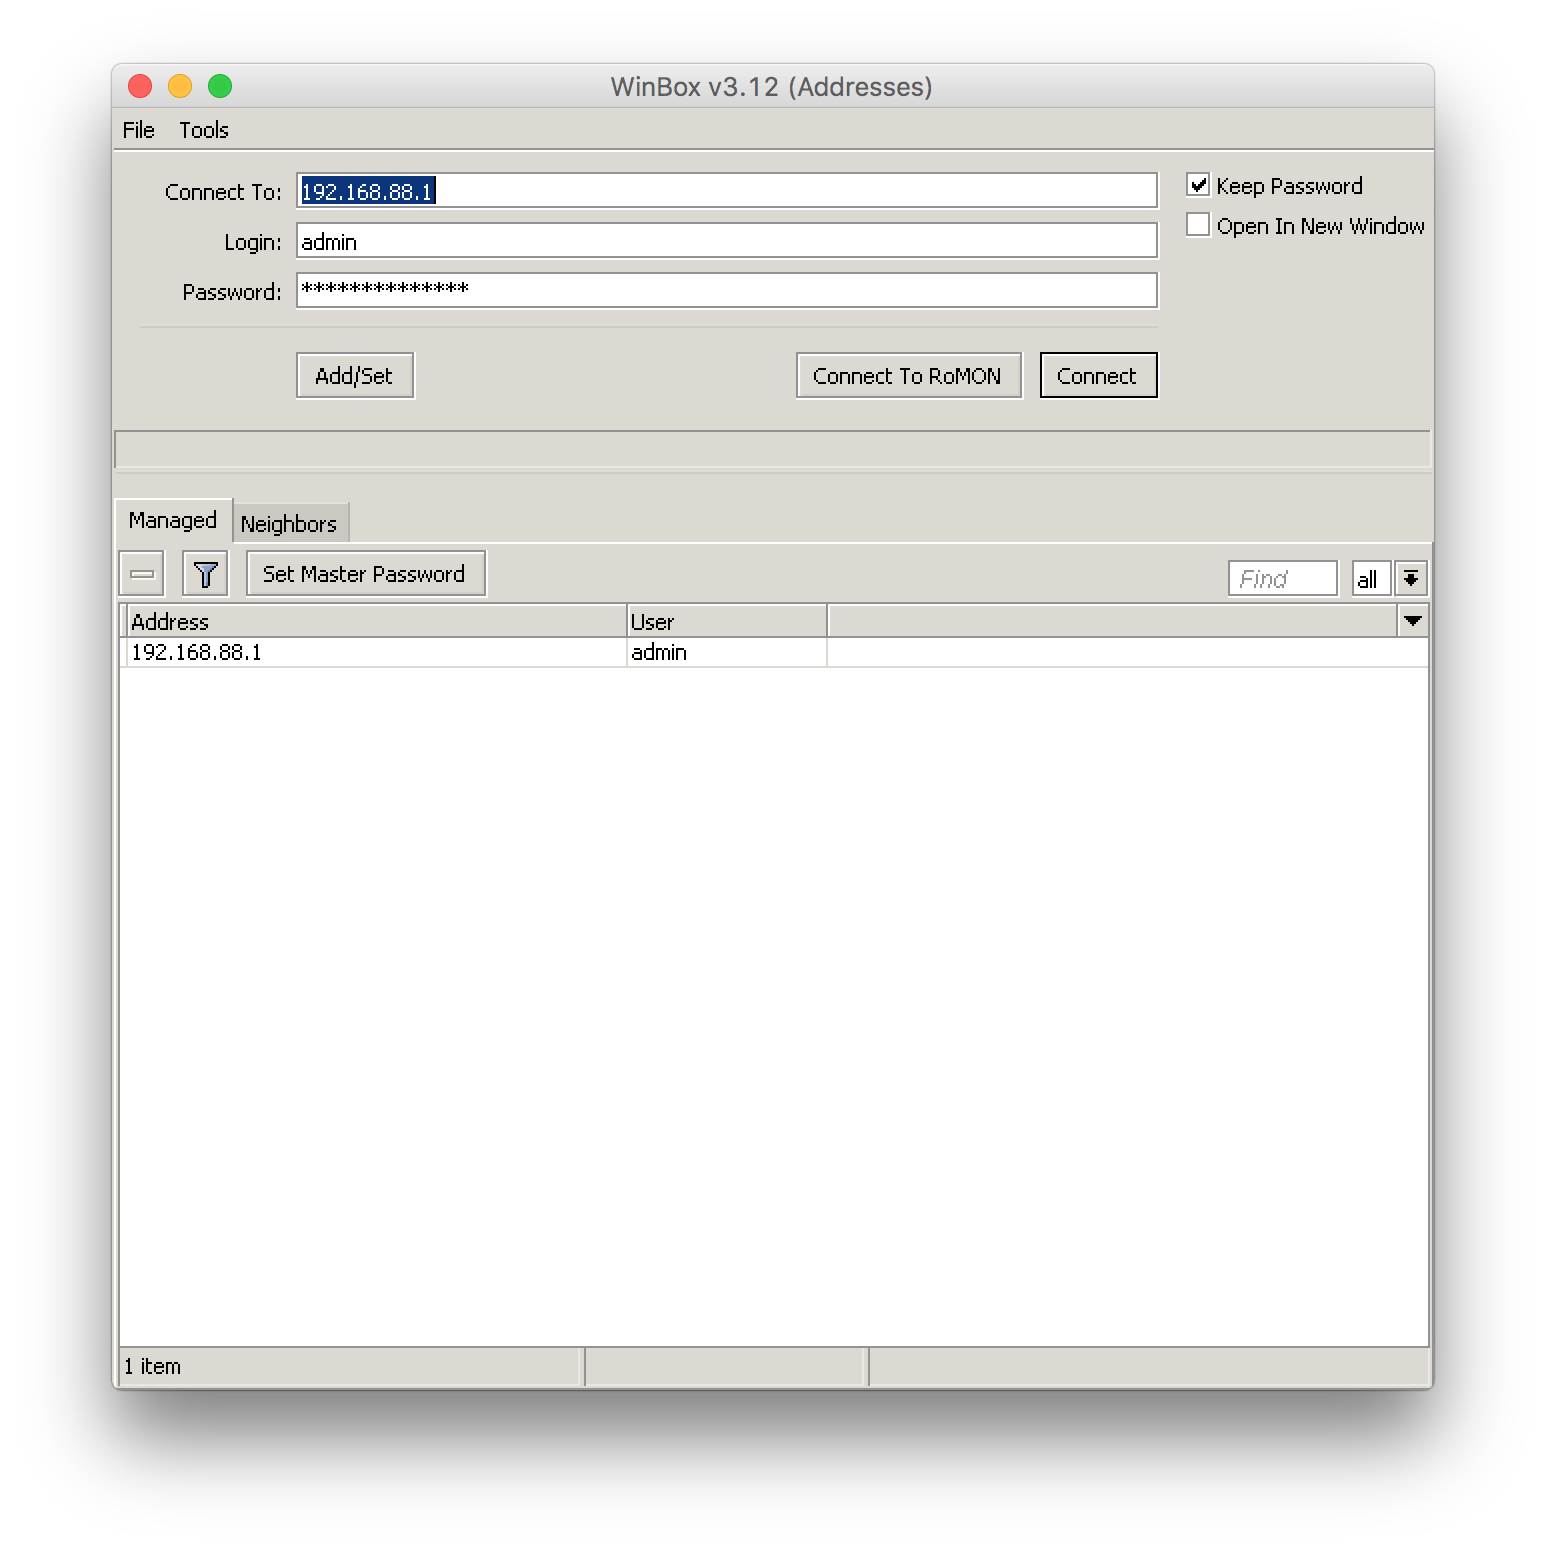 WinBox v3.12 (Addresses)
File Tools
Connect To: 192.168.88.1
Keep Password
Login: admin
Open In New Window
Password: **************
Add/Set Connect To RoMON Connect
Managed Neighbors
Set Master Password Find all
Address User
192.168.88.1 admin
1 item